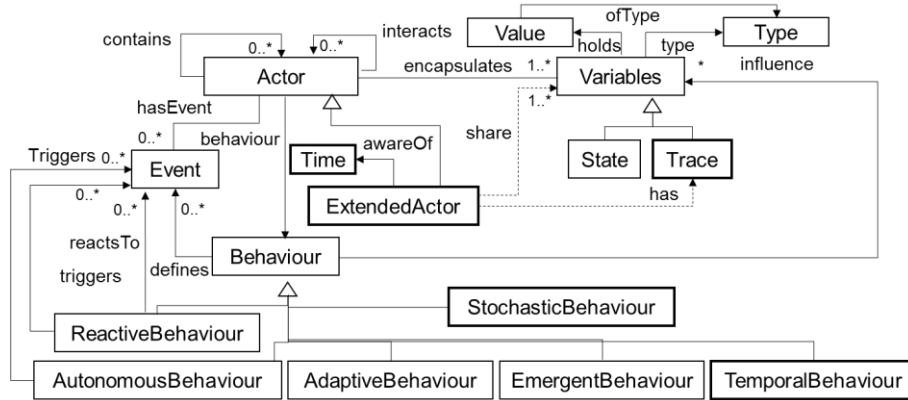 ofType
contains
0..*
0..*
interacts
Value
Type
holds
type
influence
Actor
encapsulates
1..*
Variables
*
hasEvent
1..*
0..*
behaviour
awareOf
share
Triggers
0..*
Event
Time
State
Trace
0..*
0..*
0..*
ExtendedActor
has
reactsTo
Behaviour
triggers
defines
StochasticBehaviour
ReactiveBehaviour
AutonomousBehaviour
AdaptiveBehaviour
EmergentBehaviour
TemporalBehaviour